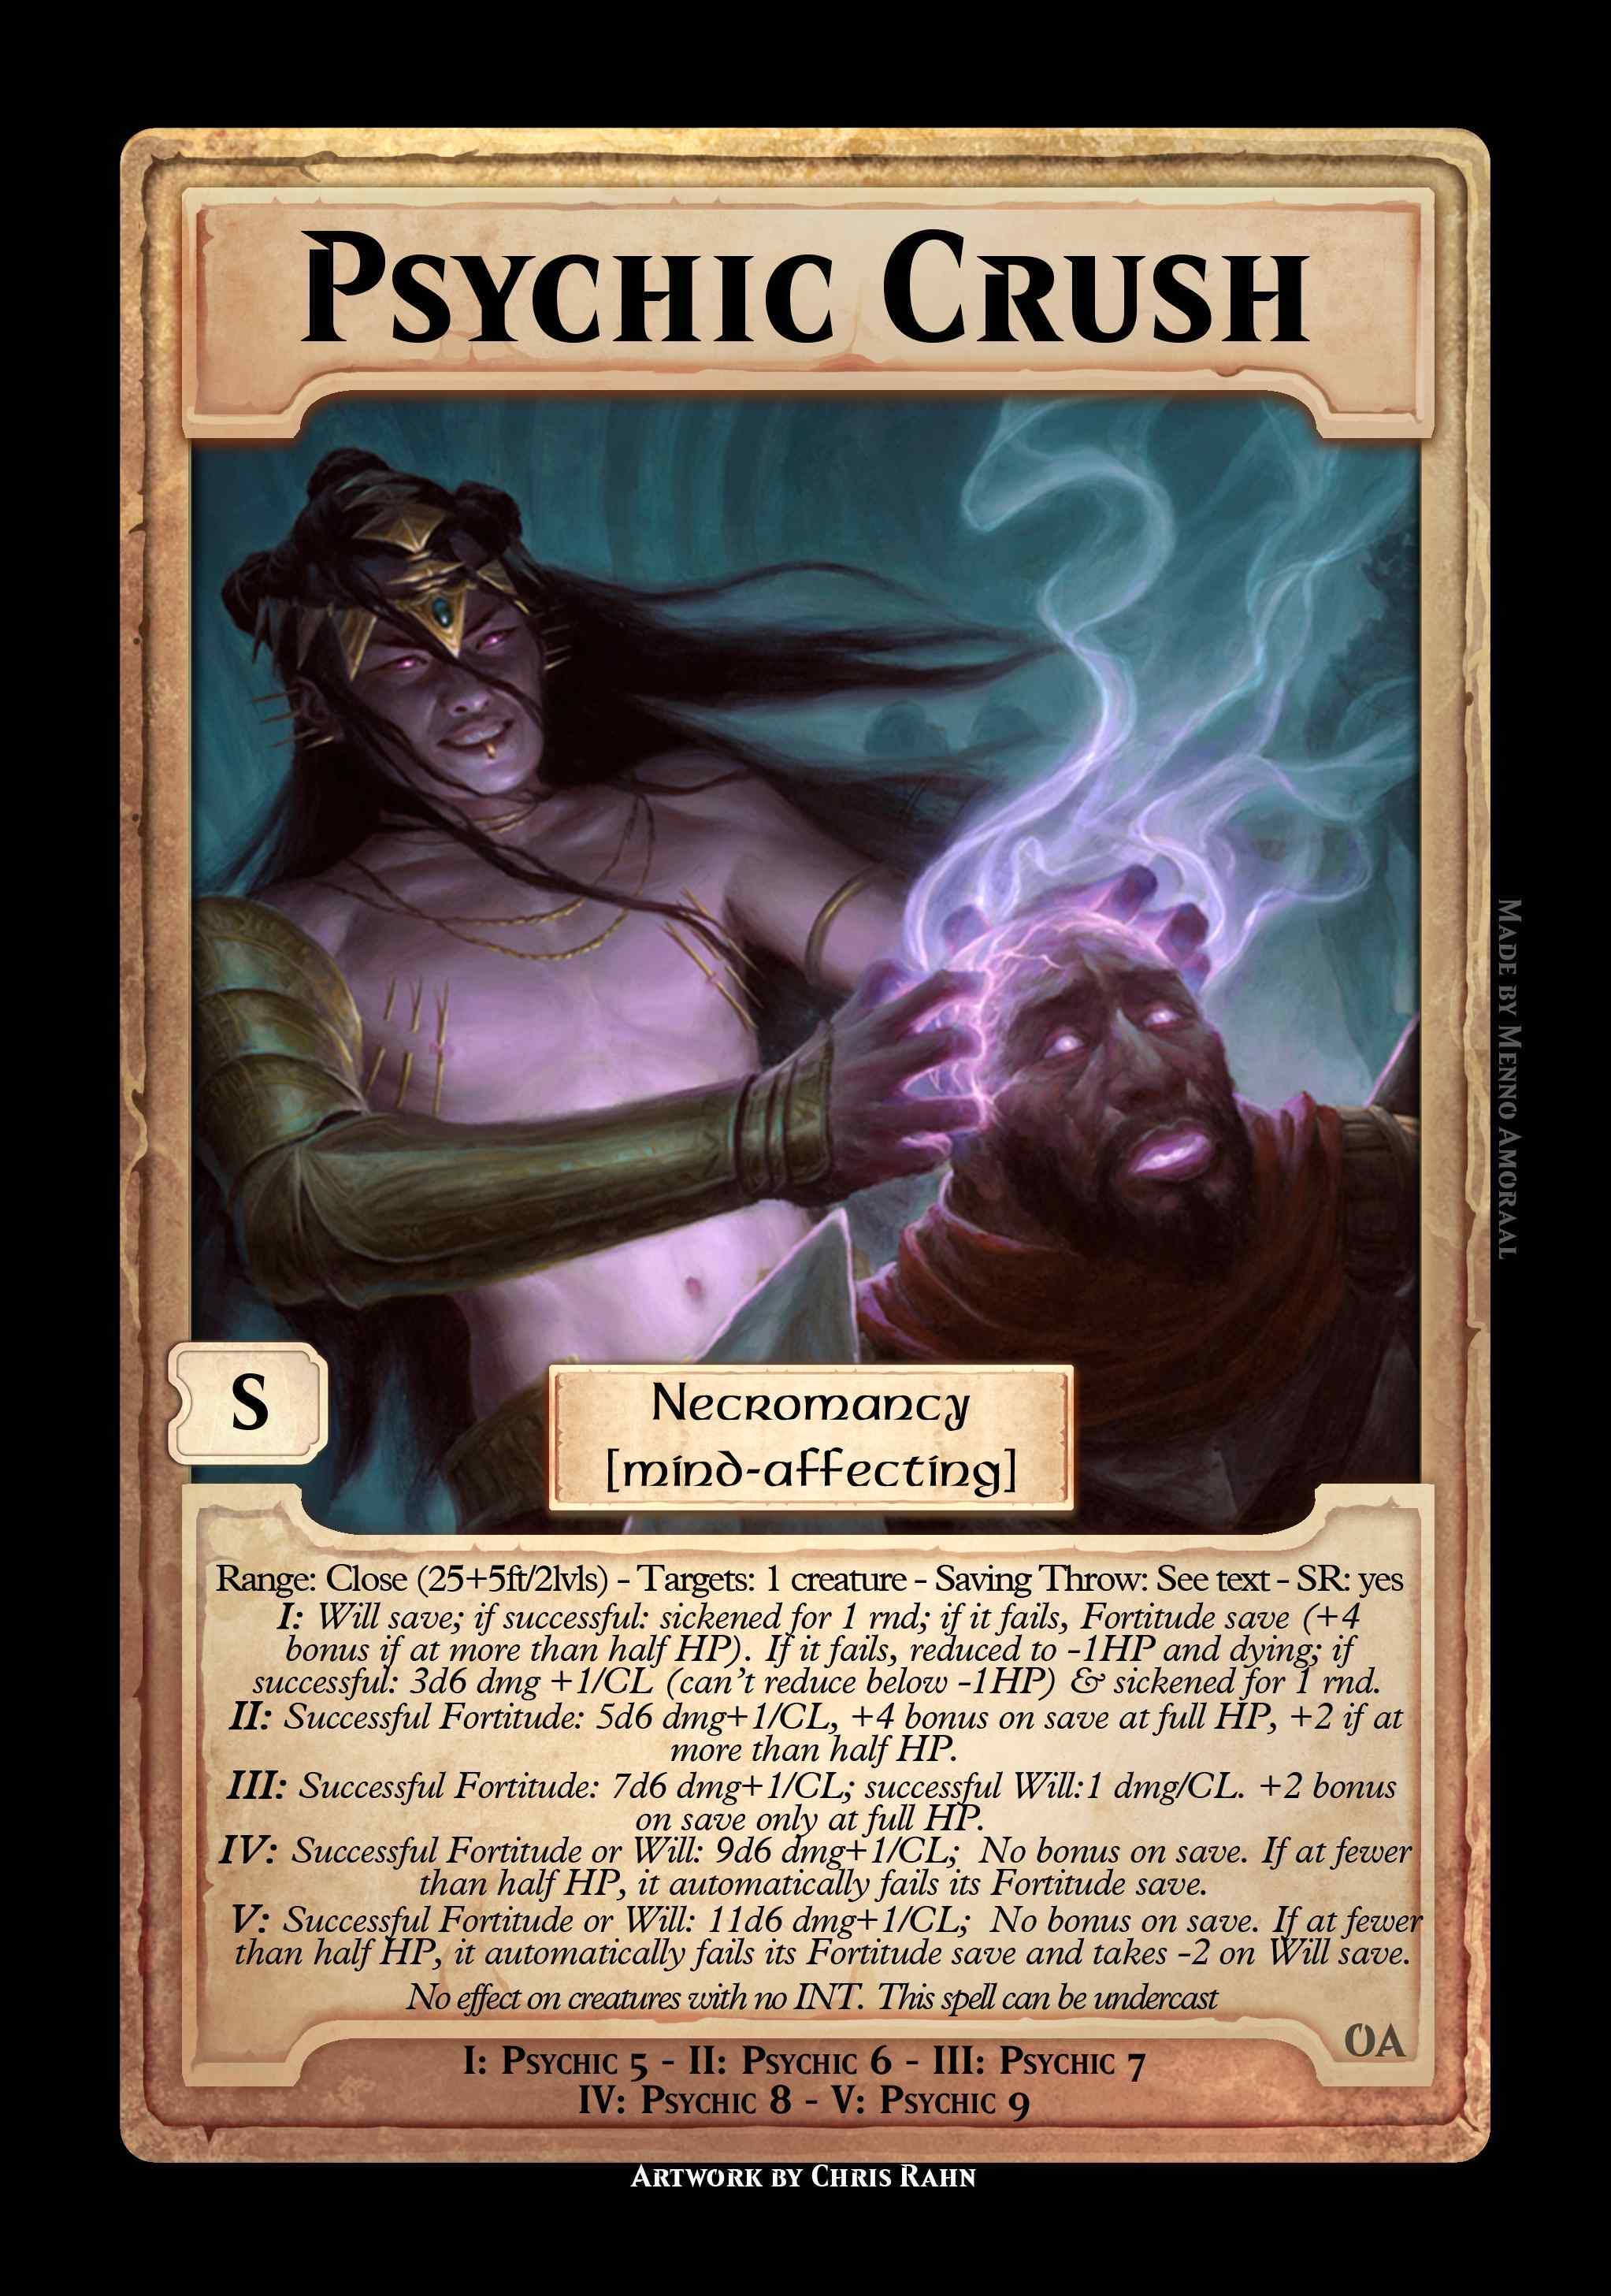 Psychic Crush
S
Necromancy
[mind-affecting]
Range: Close (25+5ft/2lvls) - Targets: 1 creature - Saving Throw: See text - SR: yes
I: Will save; if successful: sickened for 1 rnd; if it fails, Fortitude save (+4
bonus if at more than half HP). If it fails, reduced to -1HP and dying; if
successful: 3d6 dmg +1/CL (can't reduce below -1HP) & sickened for 1 rnd.
II: Successful Fortitude: 5d6 dmg+1/CL, +4 bonus on save at full HP, +2 if at
more than half HP.
III: Successful Fortitude: 7d6 dmg+1/CL; successful Will:1 dmg/CL. +2 bonus
on save only at full HP.
IV: Successful Fortitude or Will: 9d6 dmg+1/CL; No bonus on save. If at fewer
than half HP, it automatically fails its Fortitude save.
V: Successful Fortitude or Will: 11d6 dmg+1/CL; No bonus on save. If at fewer
than half HP, it automatically fails its Fortitude save and takes -2 on Will save.
No effect on creatures with no INT. This spell can be undercast
OA
I: Psychic 5 - II: Psychic 6 - III: Psychic 7
IV: Psychic 8 - V: Psychic 9
Artwork by Chris Rahn
Made by Menno Amoraal